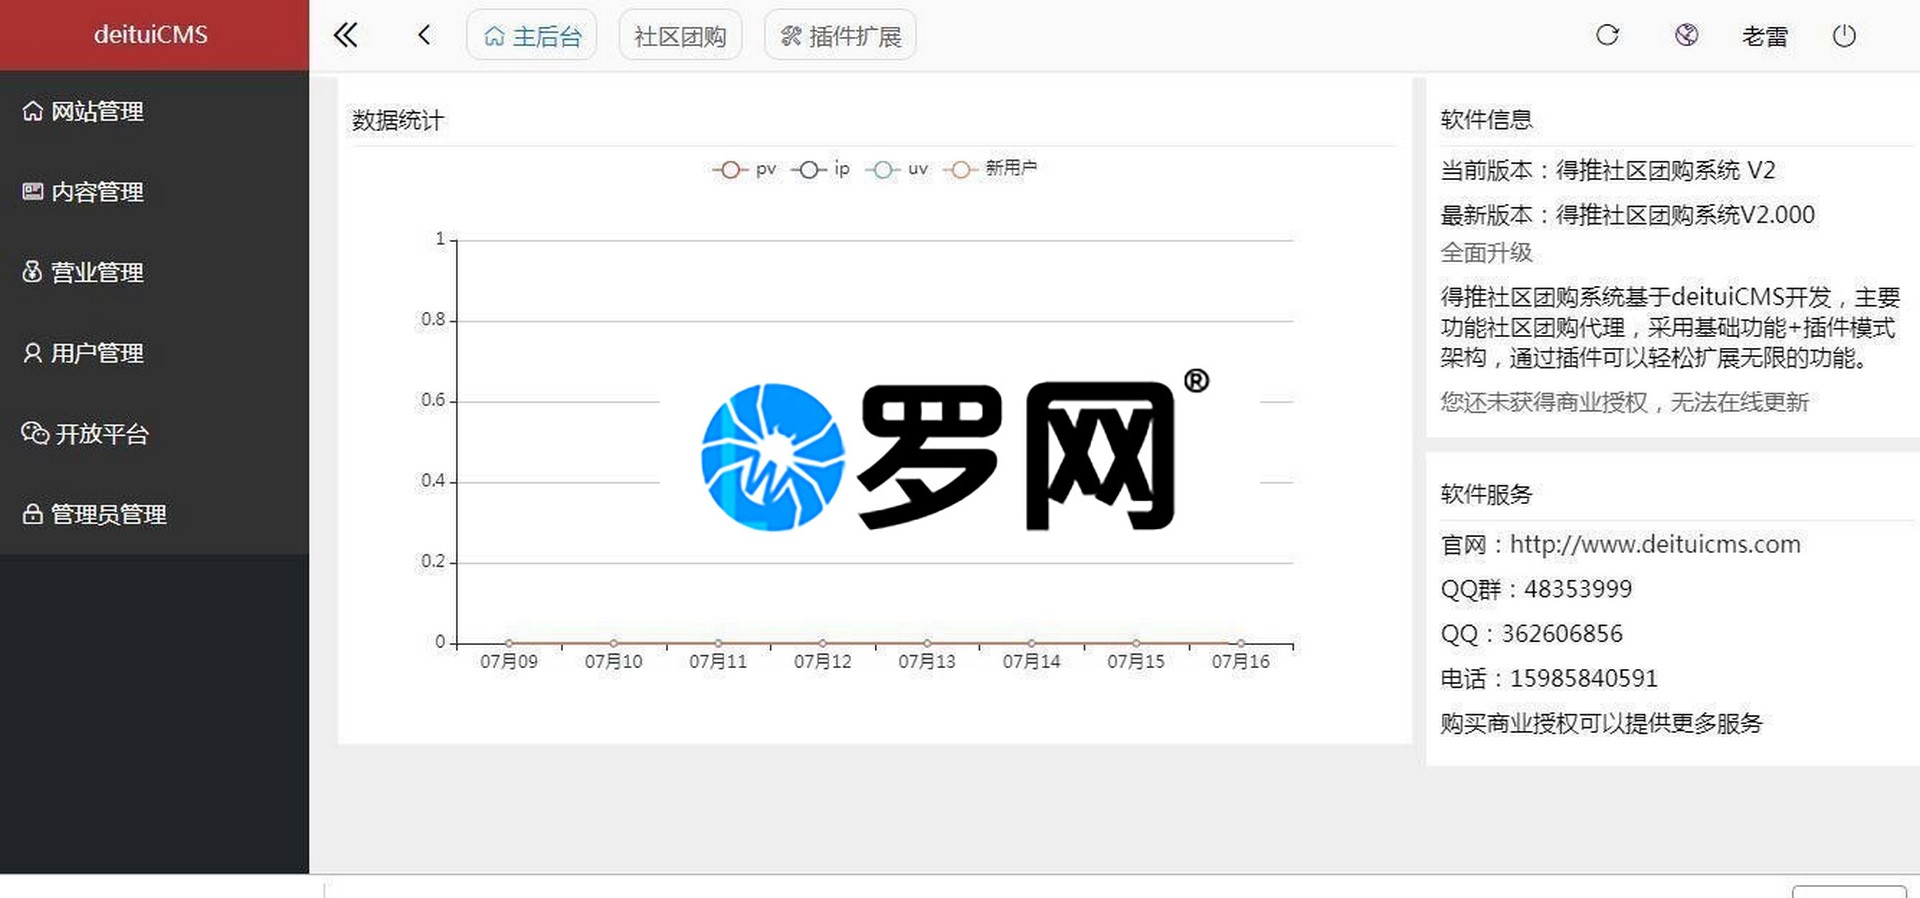 deituiCMS
主后台
社区团购
插件扩展
老雷
网站管理
内容管理
营业管理
用户管理
开放平台
管理员管理
数据统计
pv
ip
uv
新用户
1
0.8
0.6
0.4
0.2
0
07月09
07月10
07月11
07月12
07月13
07月14
07月15
07月16
罗网®
软件信息
当前版本：得推社区团购系统 V2
最新版本：得推社区团购系统V2.000
全面升级
得推社区团购系统基于deituiCMS开发，主要
功能社区团购代理，采用基础功能+插件模式
架构，通过插件可以轻松扩展无限的功能。
您还未获得商业授权，无法在线更新
软件服务
官网：http://www.deituicms.com
QQ群：48353999
QQ：362606856
电话：15985840591
购买商业授权可以提供更多服务